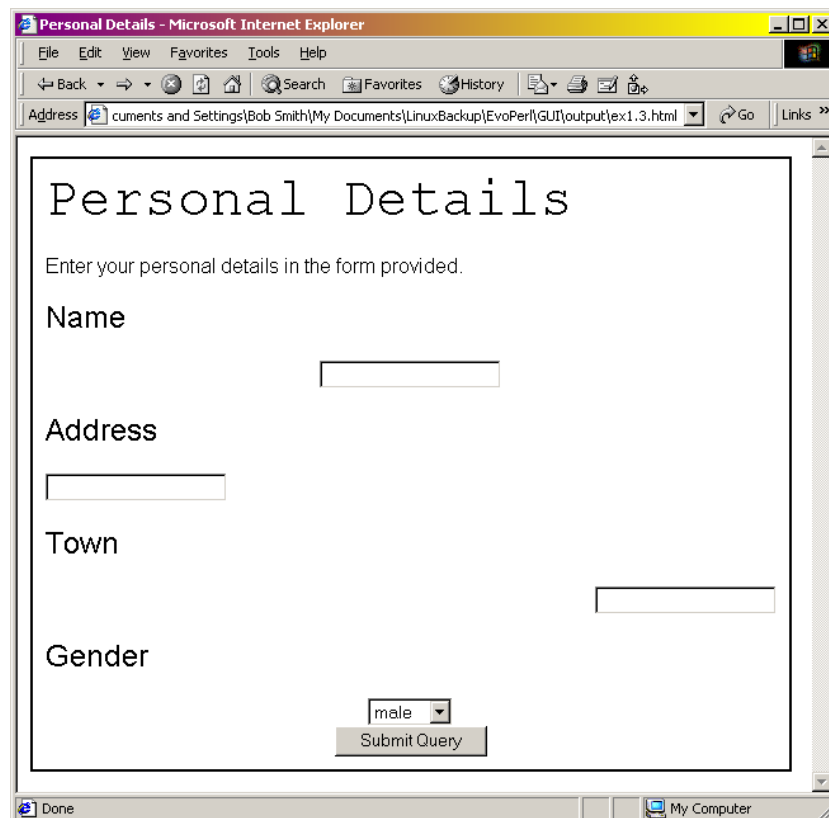 Personal Details - Microsoft Internet Explorer
File Edit View Favorites Tools Help
Back Search Favorites History
Address cuments and Settings\Bob Smith\My Documents\LinuxBackup\EvoPerl\GUI\output\ex1.3.html Go Links »
Personal Details
Enter your personal details in the form provided.
Name
Address
Town
Gender
male
Submit Query
Done My Computer